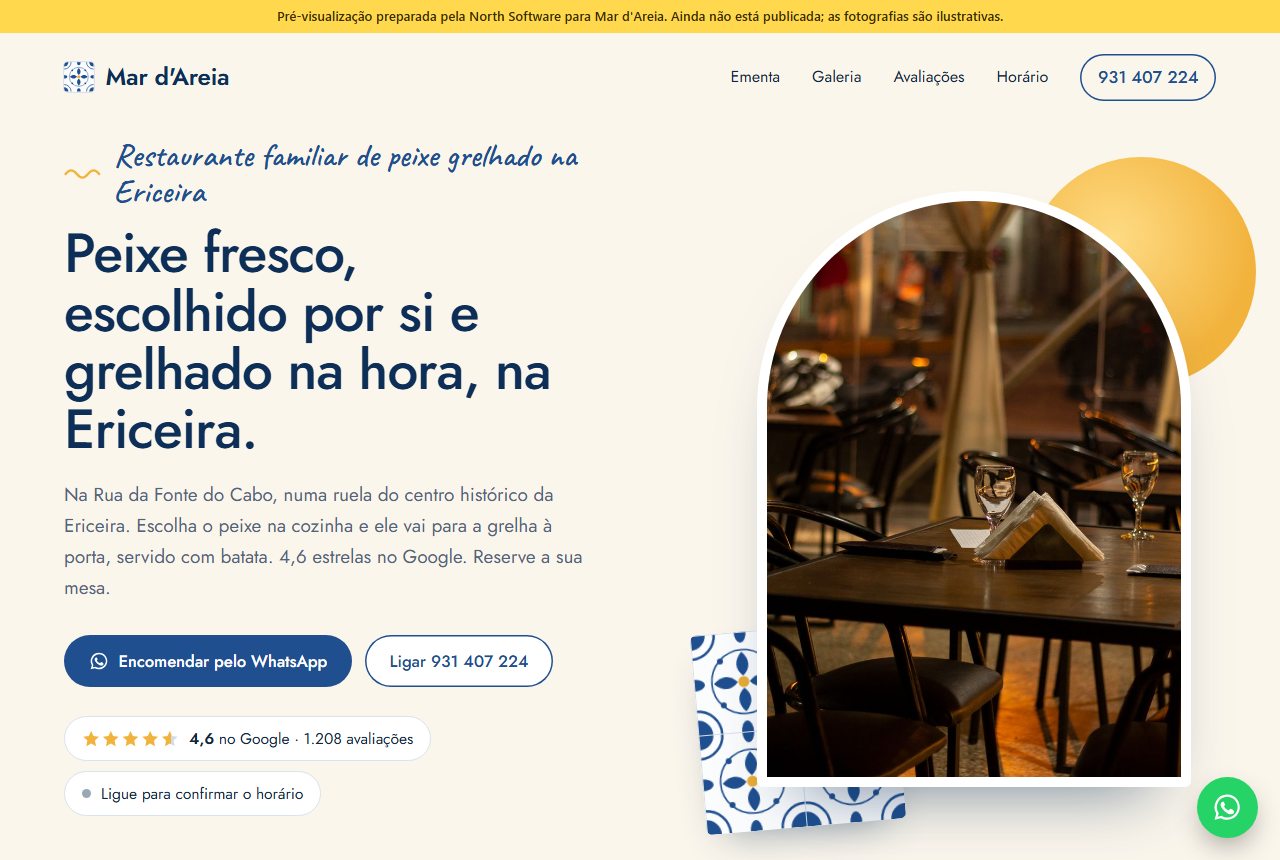 Pré-visualização preparada pela North Software para Mar d'Areia. Ainda não está publicada; as fotografias são ilustrativas.
Mar d'Areia
Ementa
Galeria
Avaliações
Horário
931 407 224
Restaurante familiar de peixe grelhado na
Ericeira
Peixe fresco,
escolhido por si e
grelhado na hora, na
Ericeira.
Na Rua da Fonte do Cabo, numa ruela do centro histórico da
Ericeira. Escolha o peixe na cozinha e ele vai para a grelha à
porta, servido com batata. 4,6 estrelas no Google. Reserve a sua
mesa.
Encomendar pelo WhatsApp
Ligar 931 407 224
4,6 no Google · 1.208 avaliações
Ligue para confirmar o horário